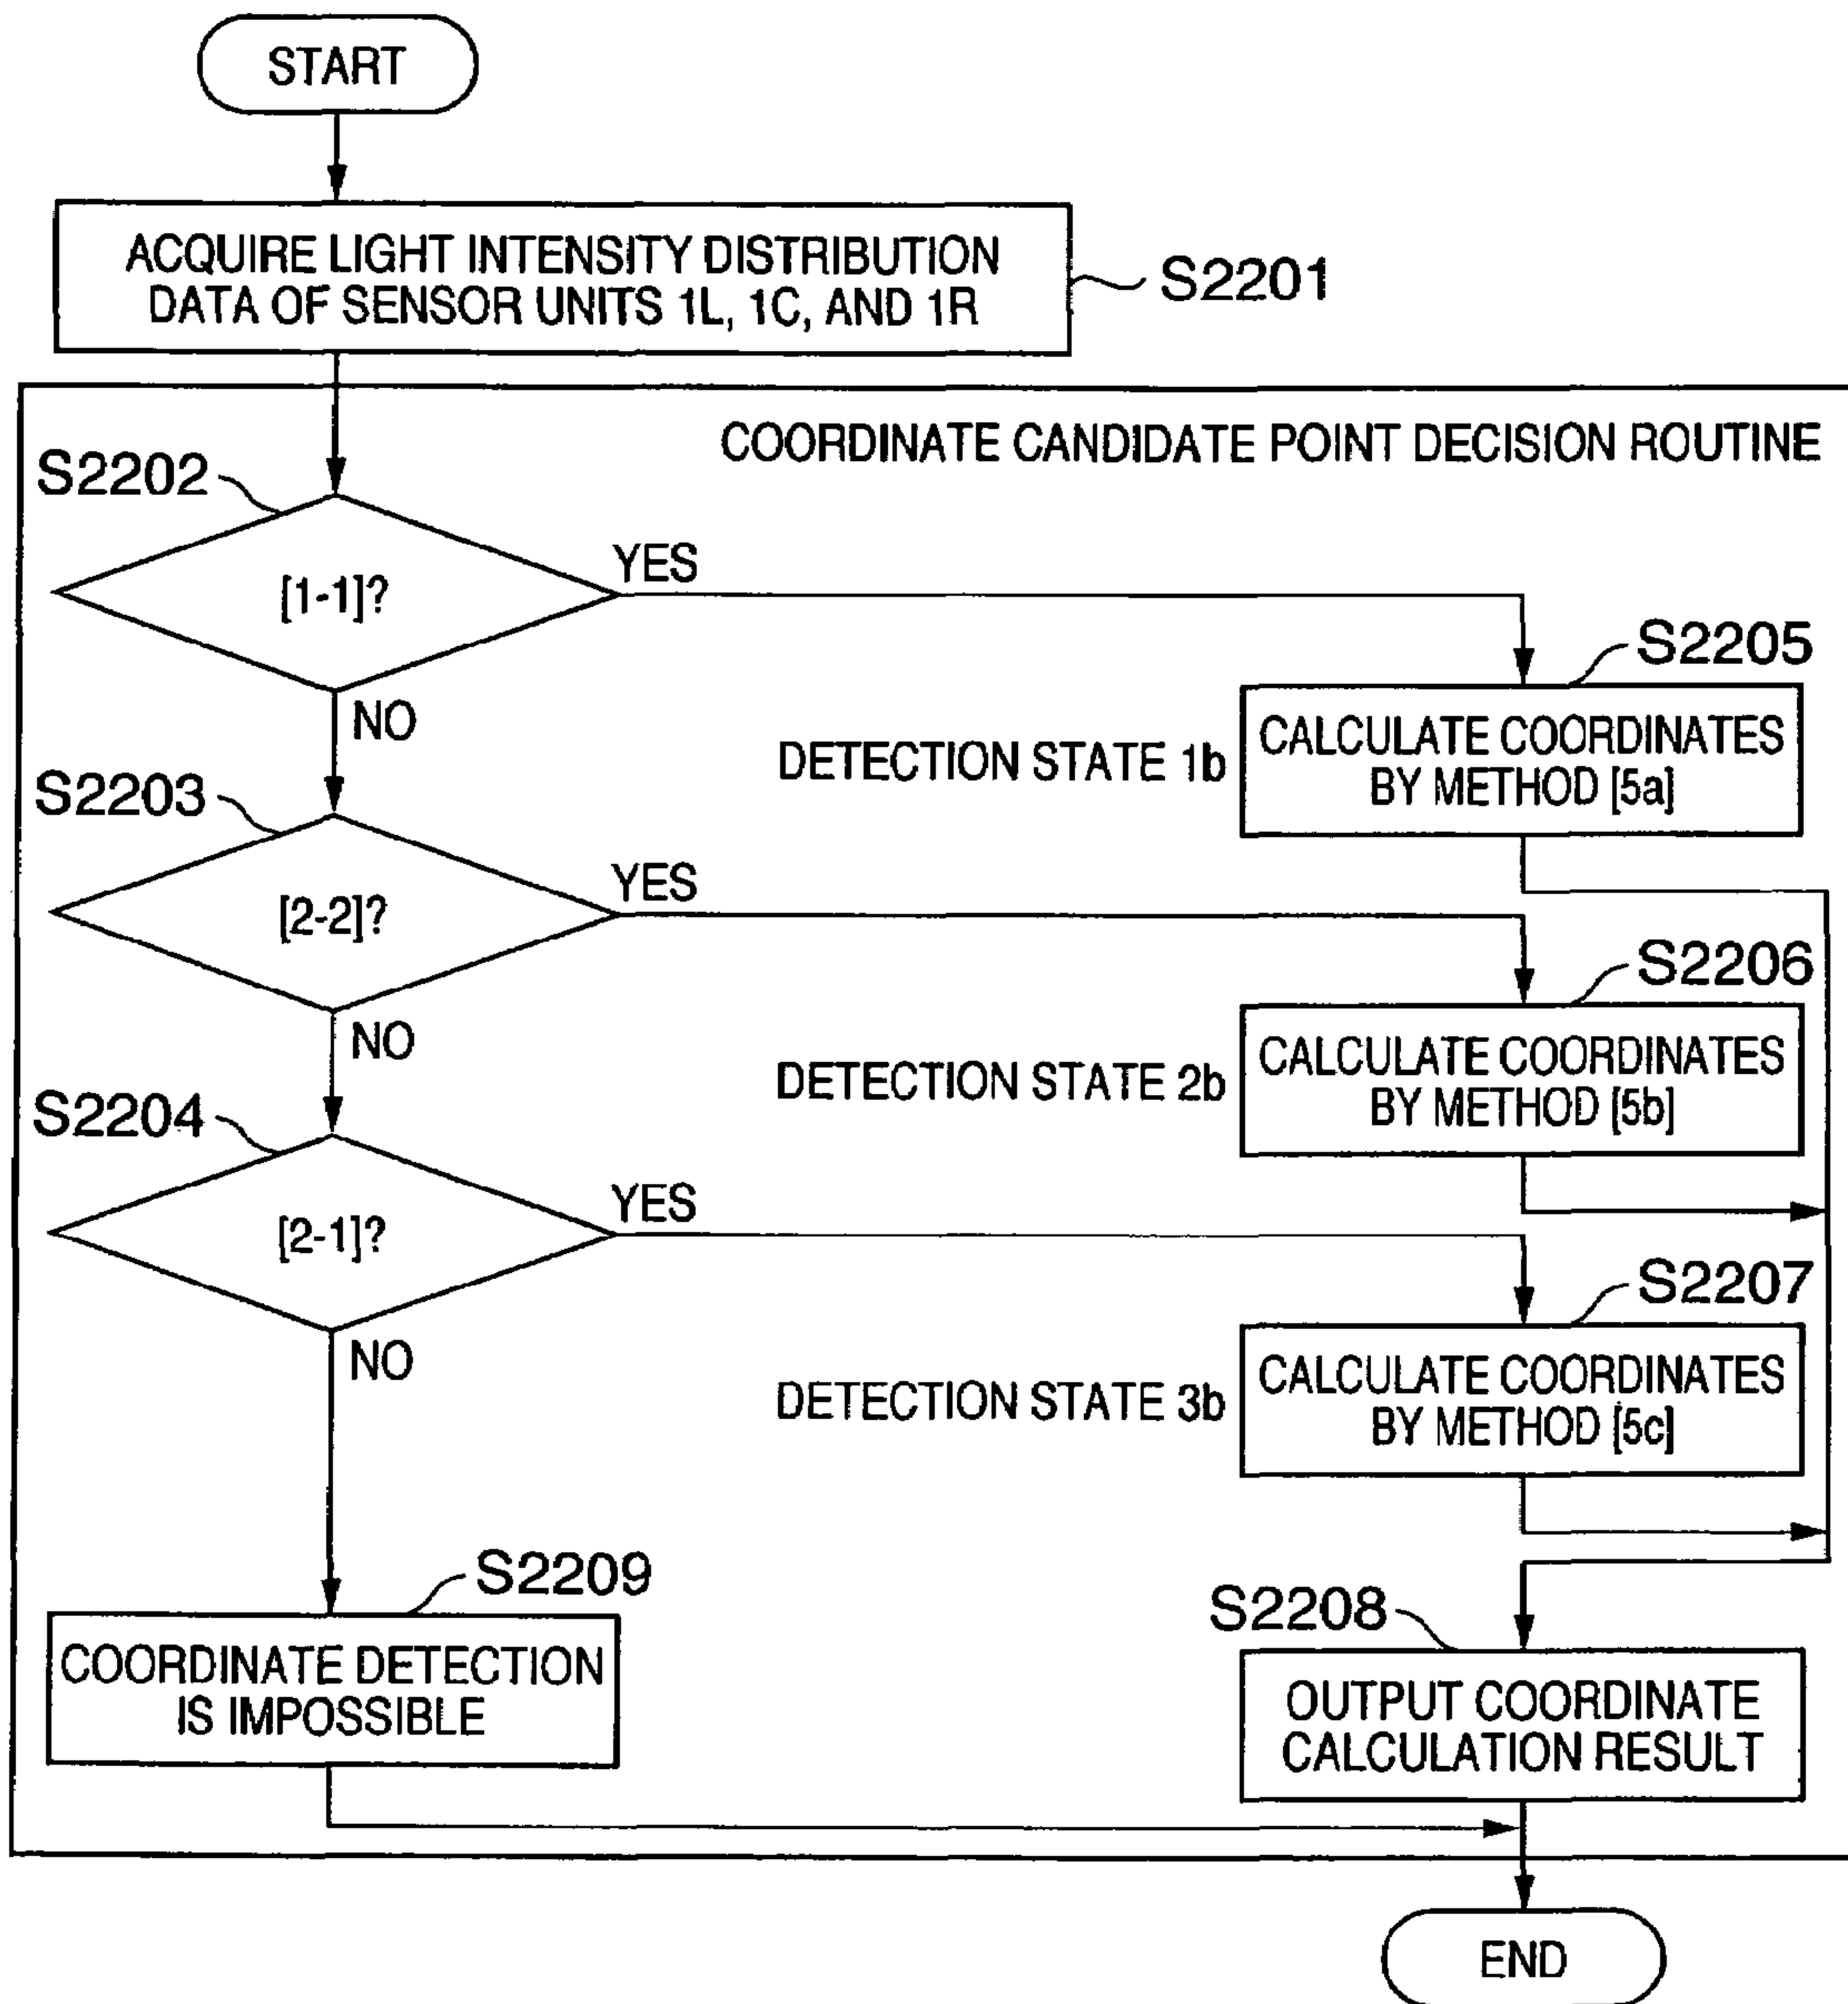 START
ACQUIRE LIGHT INTENSITY DISTRIBUTION
DATA OF SENSOR UNITS 1L, 1C, AND 1R
S2201
COORDINATE CANDIDATE POINT DECISION ROUTINE
S2202
[1-1]?
YES
NO
S2205
DETECTION STATE 1b
CALCULATE COORDINATES
BY METHOD [5a]
S2203
[2-2]?
YES
NO
S2206
DETECTION STATE 2b
CALCULATE COORDINATES
BY METHOD [5b]
S2204
[2-1]?
YES
NO
S2207
DETECTION STATE 3b
CALCULATE COORDINATES
BY METHOD [5c]
S2209
COORDINATE DETECTION
IS IMPOSSIBLE
S2208
OUTPUT COORDINATE
CALCULATION RESULT
END